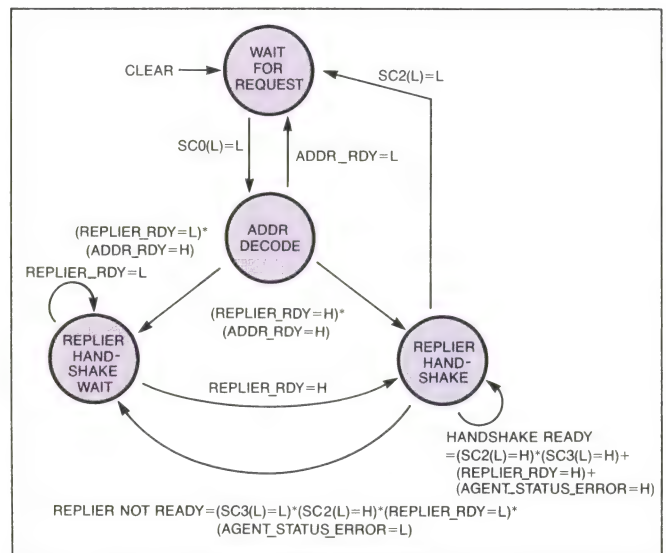 WAIT
FOR
REQUEST
CLEAR
SC2(L)=L
SC0(L)=L
ADDR_RDY=L
ADDR
DECODE
(REPLIER_RDY=L)*
(ADDR_RDY=H)
REPLIER_RDY=L
(REPLIER_RDY=H)*
(ADDR_RDY=H)
REPLIER
HAND-
SHAKE
WAIT
REPLIER
HAND-
SHAKE
REPLIER_RDY=H
HANDSHAKE READY
=(SC2(L)=H)*(SC3(L)=H)+
(REPLIER_RDY=H)+
(AGENT_STATUS_ERROR=H)
REPLIER NOT READY=(SC3(L)=L)*(SC2(L)=H)*(REPLIER_RDY=L)*
(AGENT_STATUS_ERROR=L)